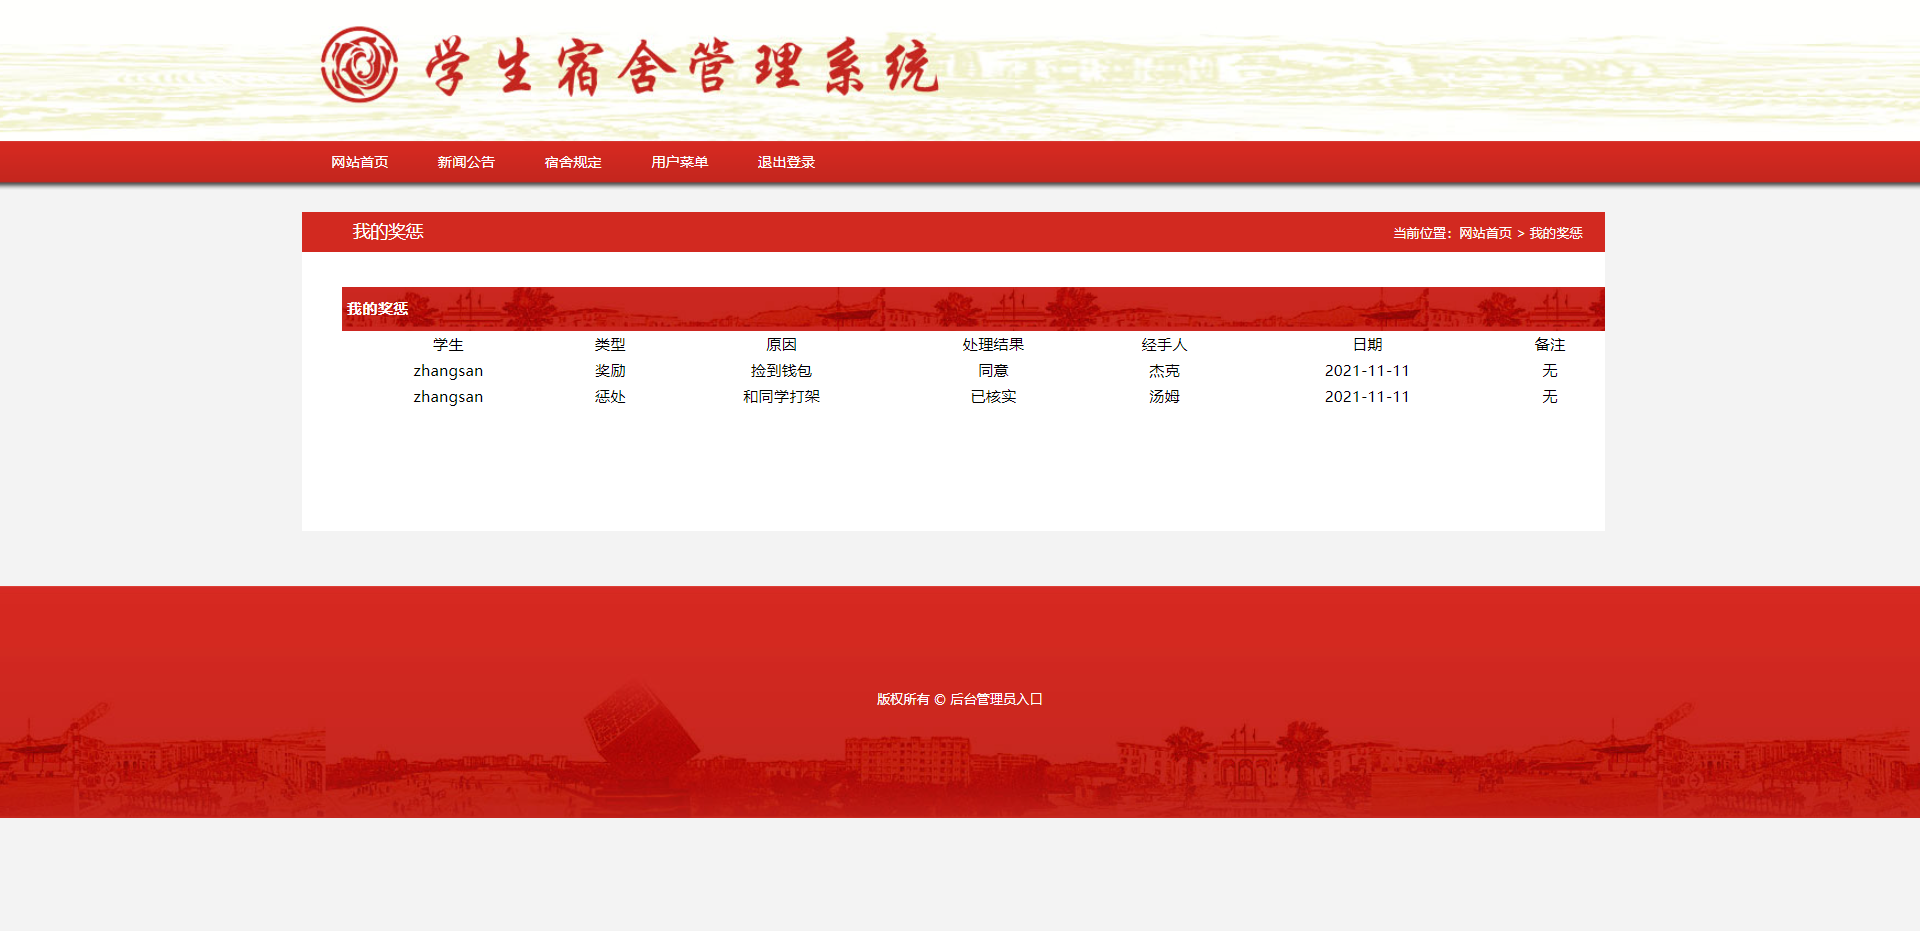 学生宿舍管理系统
网站首页 新闻公告 宿舍规定 用户菜单 退出登录
我的奖惩 当前位置：网站首页 > 我的奖惩
我的奖惩
学生 类型 原因 处理结果 经手人 日期 备注
zhangsan 奖励 捡到钱包 同意 杰克 2021-11-11 无
zhangsan 惩处 和同学打架 已核实 汤姆 2021-11-11 无
版权所有 © 后台管理员入口